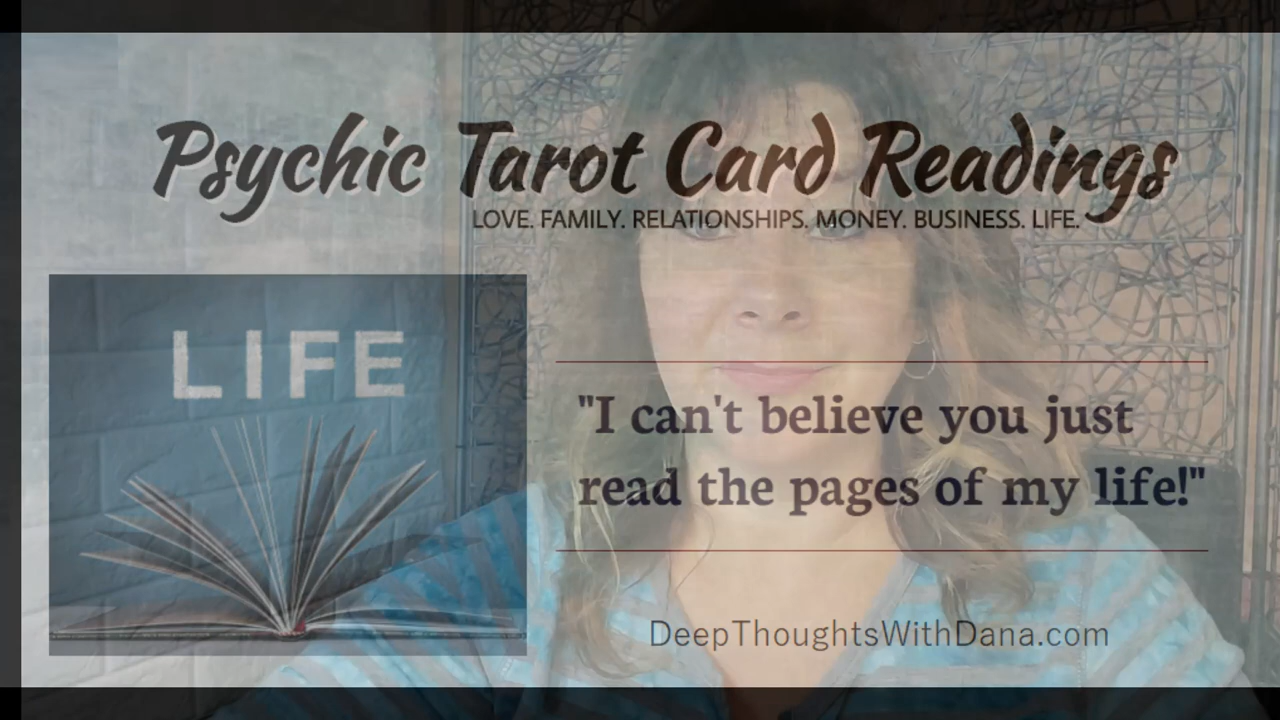 Psychic Tarot Card Readings
LOVE. FAMILY. RELATIONSHIPS. MONEY. BUSINESS. LIFE.
LIFE
"I can't believe you just
read the pages of my life!"
DeepThoughtsWithDana.com